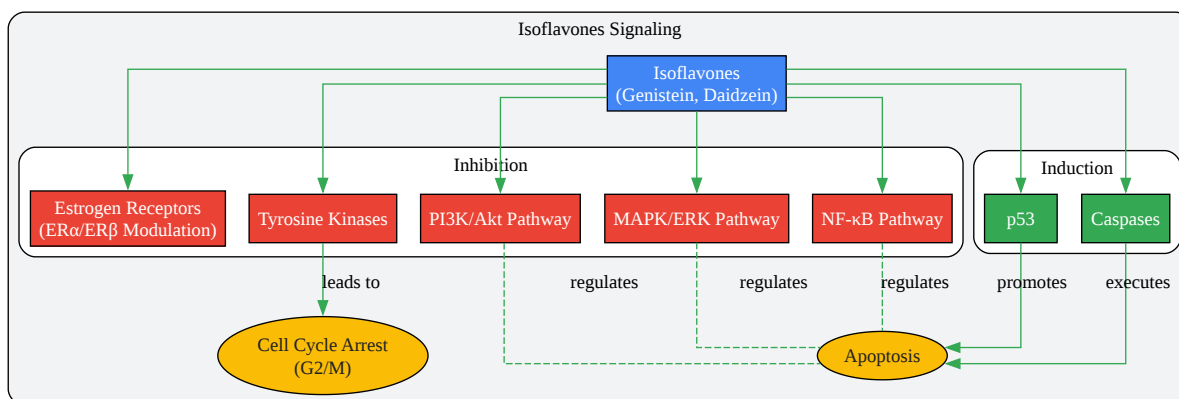 Isoflavones Signaling
Isoflavones
(Genistein, Daidzein)
Inhibition
Induction
Estrogen Receptors
(ERα/ERβ Modulation)
Tyrosine Kinases
PI3K/Akt Pathway
MAPK/ERK Pathway
NF-κB Pathway
p53
Caspases
leads to
regulates
regulates
regulates
promotes
executes
Cell Cycle Arrest
(G2/M)
Apoptosis